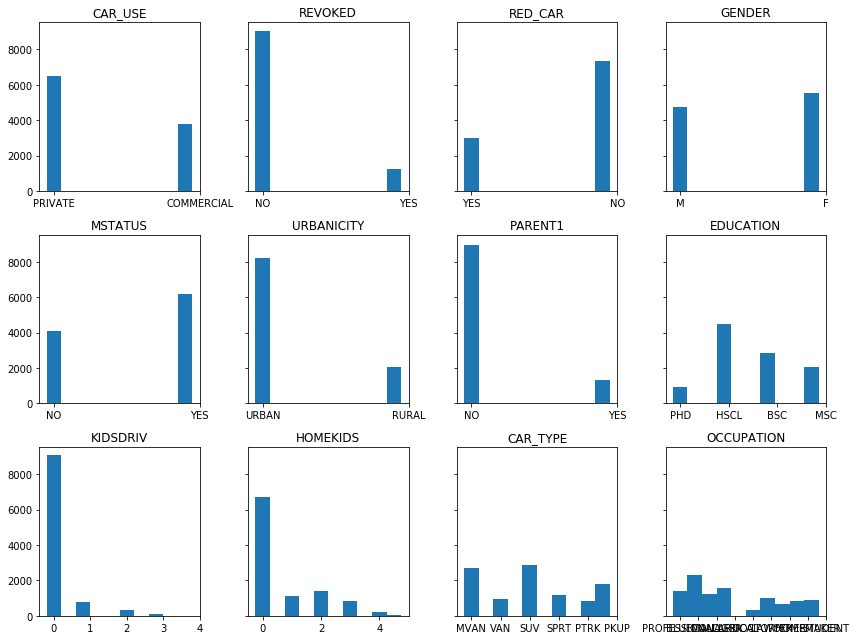 CAR_USE REVOKED RED_CAR GENDER
8000
6000
4000
2000
0
PRIVATE COMMERCIAL NO YES YES NO M F
MSTATUS URBANICITY PARENT1 EDUCATION
8000
6000
4000
2000
0
NO YES URBAN RURAL NO YES PHD HSCL BSC MSC
KIDSDRIV HOMEKIDS CAR_TYPE OCCUPATION
8000
6000
4000
2000
0
0 1 2 3 4 0 2 4 MVAN VAN SUV SPRT PTRK PKUP